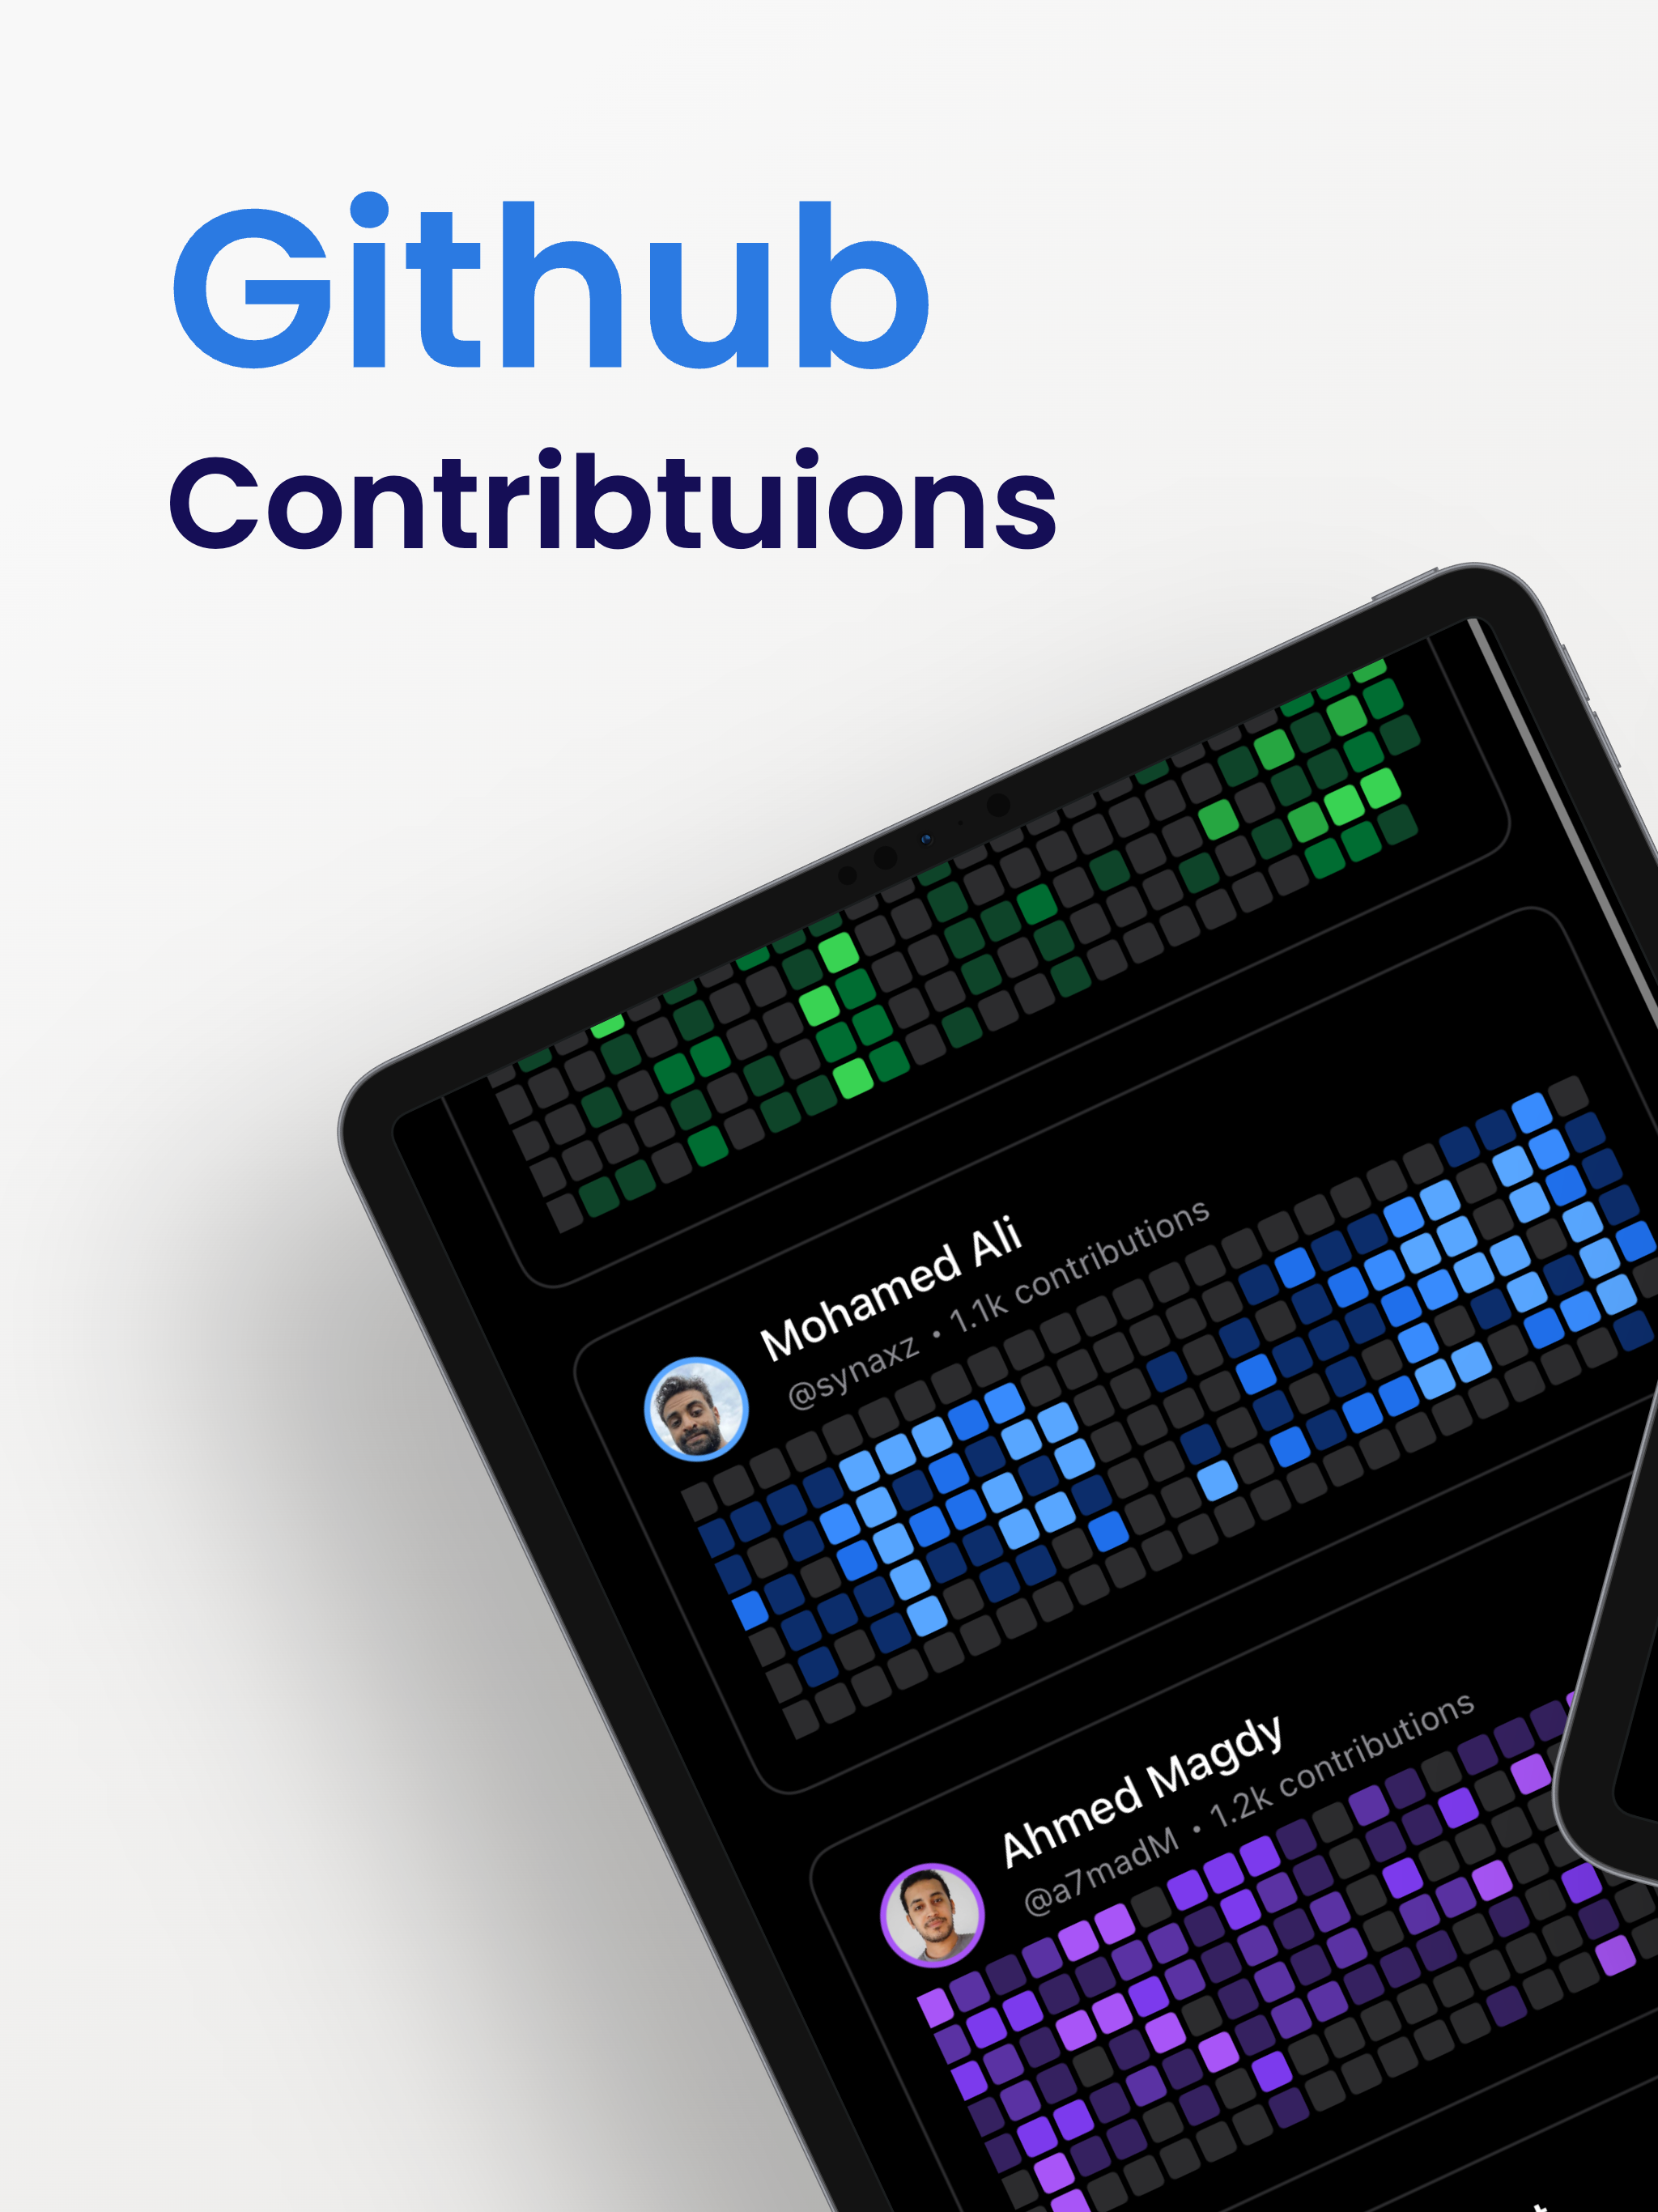 Github
Contribtuions
Mohamed Ali
@synaxz • 1.1k contributions
Ahmed Magdy
@a7madM • 1.2k contributions